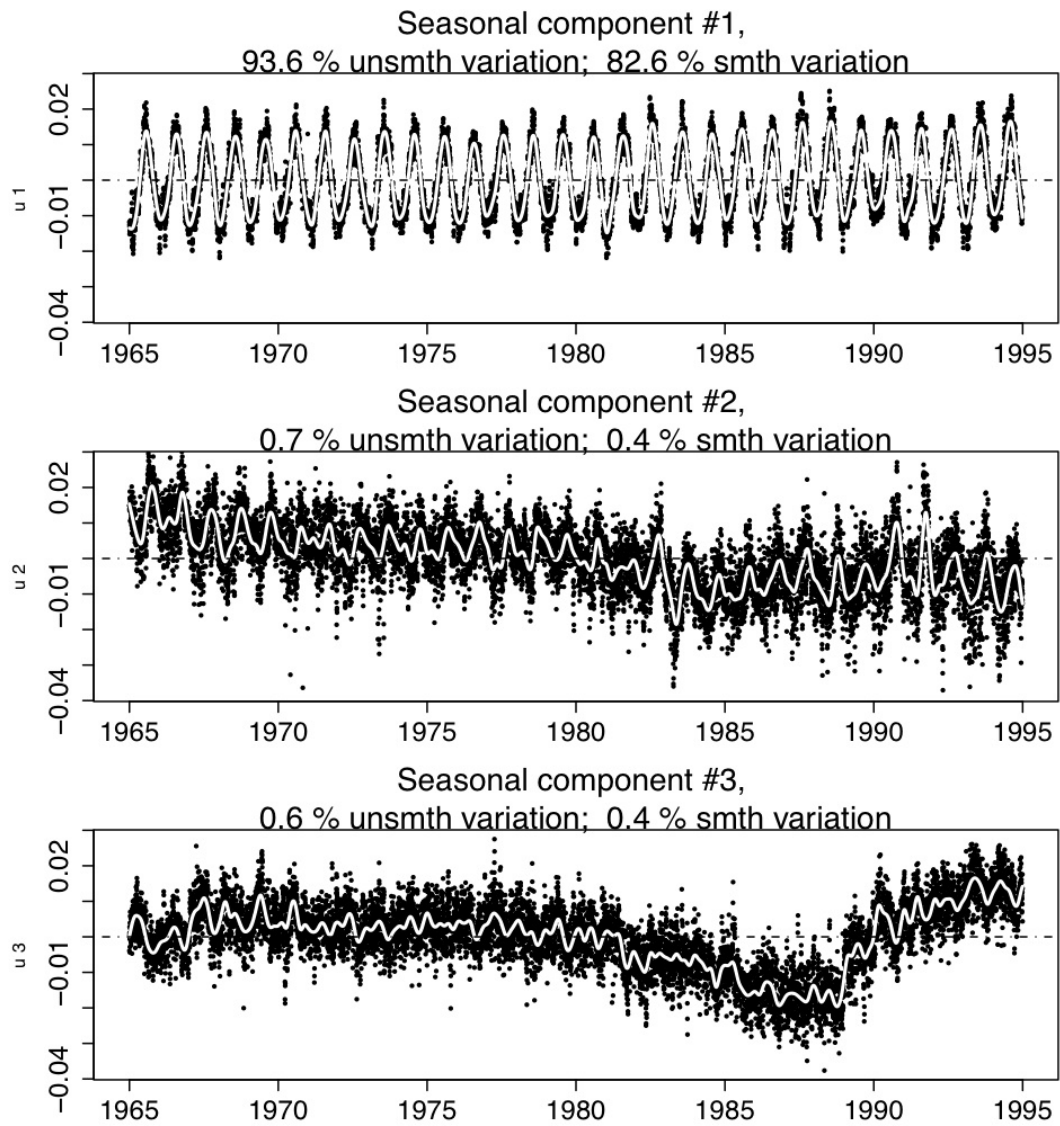 Seasonal component #1,
93.6 % unsmth variation;  82.6 % smth variation
0.02
−0.01
−0.04
u 1
1965 1970 1975 1980 1985 1990 1995
Seasonal component #2,
0.7 % unsmth variation;  0.4 % smth variation
0.02
−0.01
−0.04
u 2
1965 1970 1975 1980 1985 1990 1995
Seasonal component #3,
0.6 % unsmth variation;  0.4 % smth variation
0.02
−0.01
−0.04
u 3
1965 1970 1975 1980 1985 1990 1995